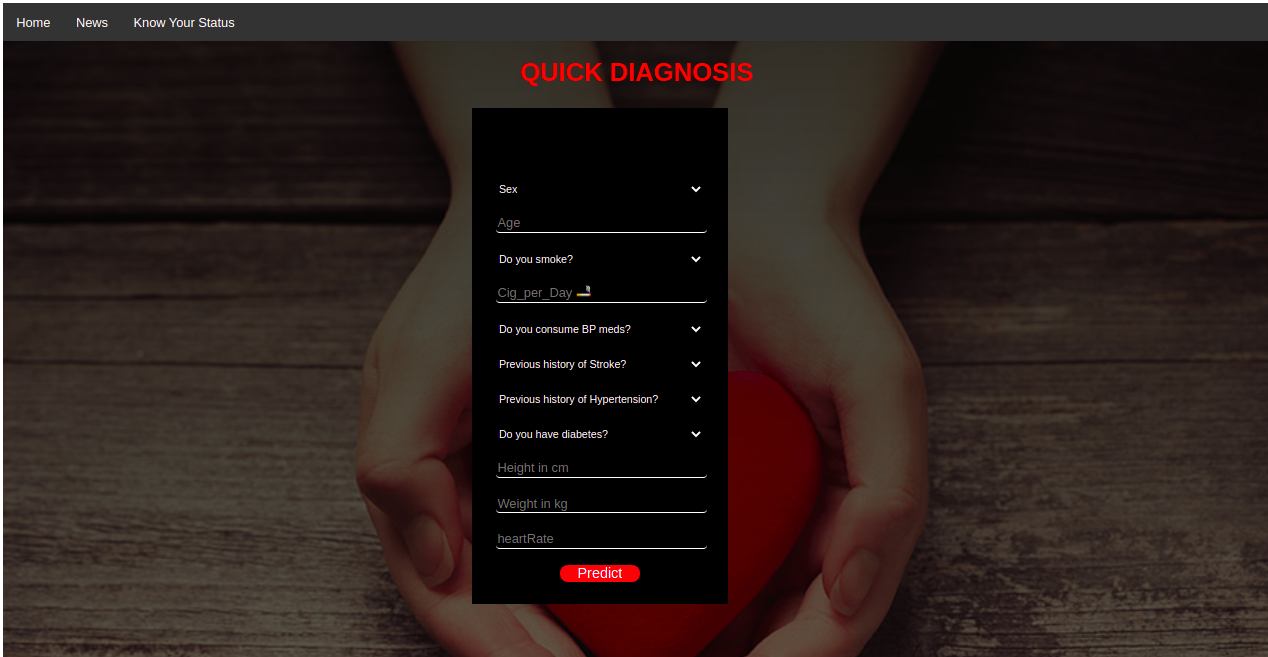 Home News Know Your Status
QUICK DIAGNOSIS
Sex
Age
Do you smoke?
Cig_per_Day 🚬
Do you consume BP meds?
Previous history of Stroke?
Previous history of Hypertension?
Do you have diabetes?
Height in cm
Weight in kg
heartRate
Predict